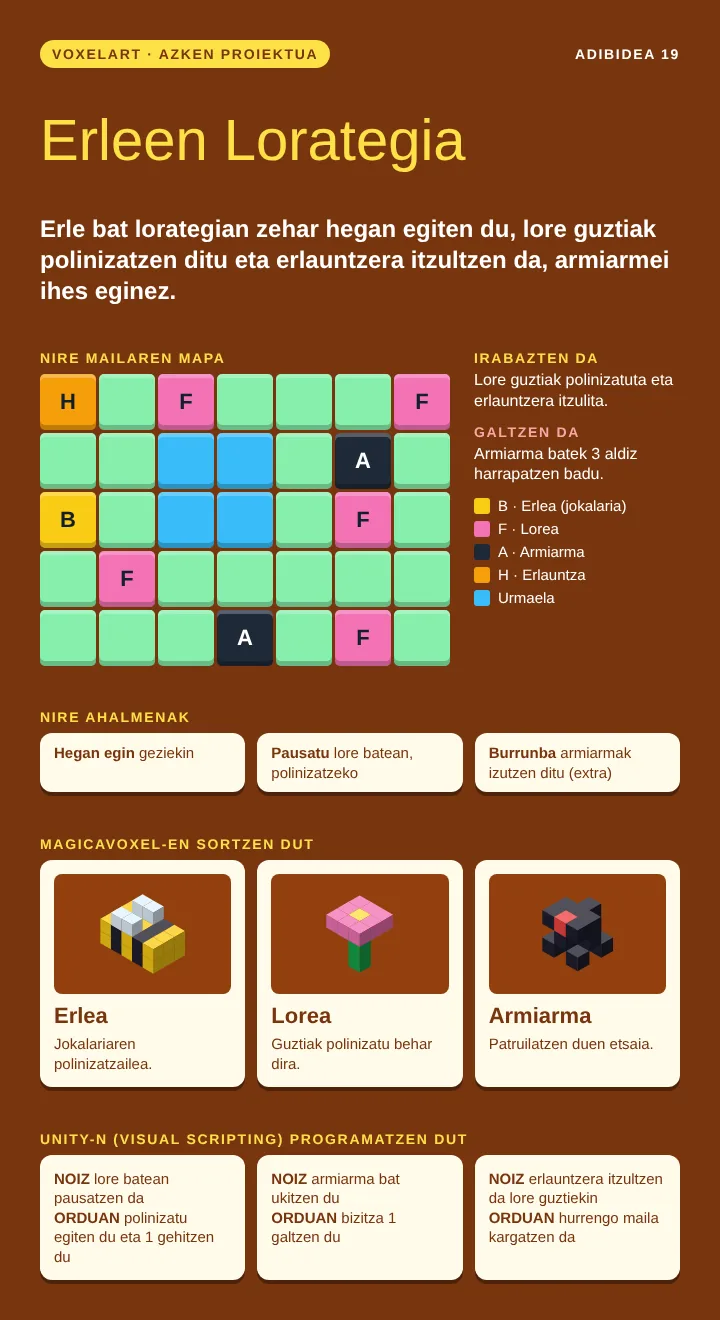 VOXELART · AZKEN PROIEKTUA
ADIBIDEA 19
Erleen Lorategia
Erle bat lorategian zehar hegan egiten du, lore guztiak
polinizatzen ditu eta erlauntzera itzultzen da, armiarmei
ihes eginez.
NIRE MAILAREN MAPA
H F F
A
B F
F
A F
IRABAZTEN DA
Lore guztiak polinizatuta eta
erlauntzera itzulita.
GALTZEN DA
Armiarma batek 3 aldiz
harrapatzen badu.
B · Erlea (jokalaria)
F · Lorea
A · Armiarma
H · Erlauntza
Urmaela
NIRE AHALMENAK
Hegan egin geziekin
Pausatu lore batean,
polinizatzeko
Burrunba armiarmak
izutzen ditu (extra)
MAGICAVOXEL-EN SORTZEN DUT
Erlea
Jokalariaren
polinizatzailea.
Lorea
Guztiak polinizatu behar
dira.
Armiarma
Patruilatzen duen etsaia.
UNITY-N (VISUAL SCRIPTING) PROGRAMATZEN DUT
NOIZ lore batean
pausatzen da
ORDUAN polinizatu
egiten du eta 1 gehitzen
du
NOIZ armiarma bat
ukitzen du
ORDUAN bizitza 1
galtzen du
NOIZ erlauntzera itzultzen
da lore guztiekin
ORDUAN hurrengo maila
kargatzen da